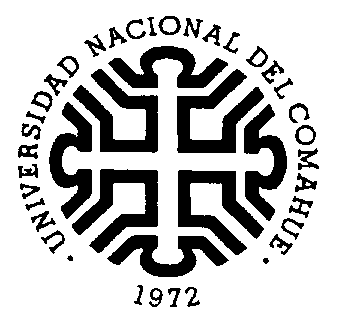 · UNIVERSIDAD NACIONAL DEL COMAHUE ·
1972